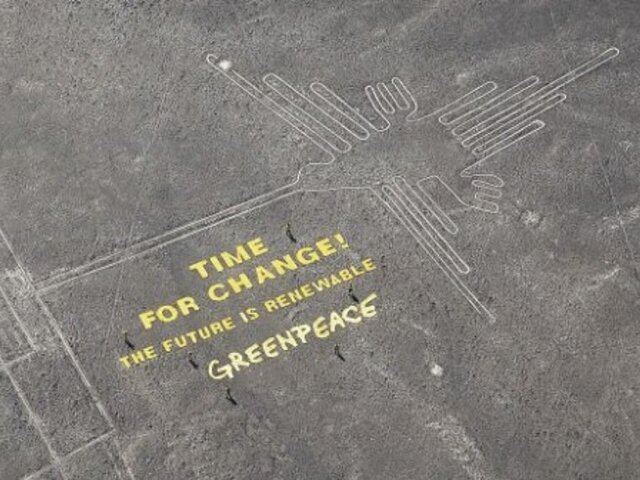 TIME
FOR CHANGE!
THE FUTURE IS RENEWABLE
GREENPEACE